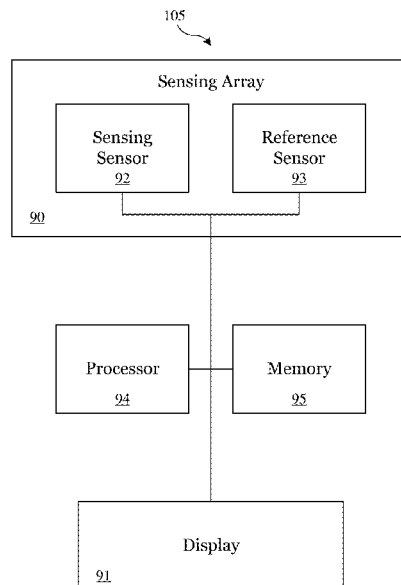 105
Sensing Array
Sensing
Sensor
92
Reference
Sensor
93
90
Processor
94
Memory
95
Display
91